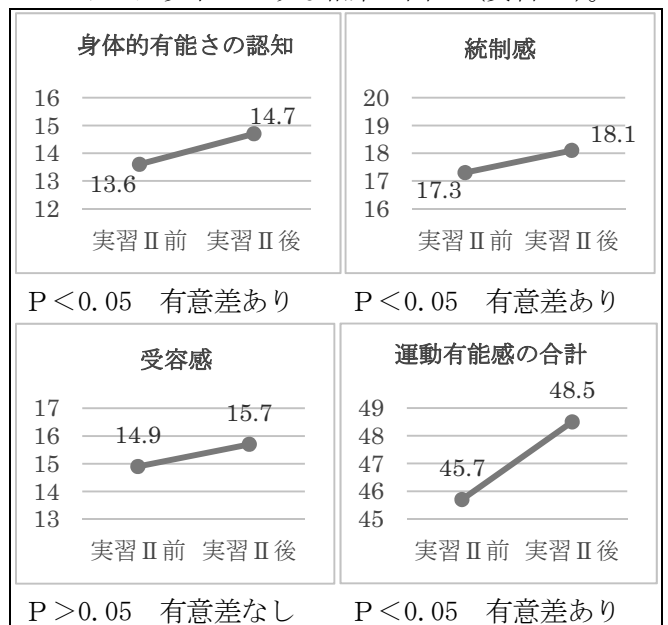 身体的有能さの認知
16
15
14
13
12
14.7
13.6
実習Ⅱ前 実習Ⅱ後
P＜0.05 有意差あり
統制感
20
19
18
17
16
18.1
17.3
実習Ⅱ前 実習Ⅱ後
P＜0.05 有意差あり
受容感
17
16
15
14
13
15.7
14.9
実習Ⅱ前 実習Ⅱ後
P＞0.05 有意差なし
運動有能感の合計
49
48
47
46
45
48.5
45.7
実習Ⅱ前 実習Ⅱ後
P＜0.05 有意差あり